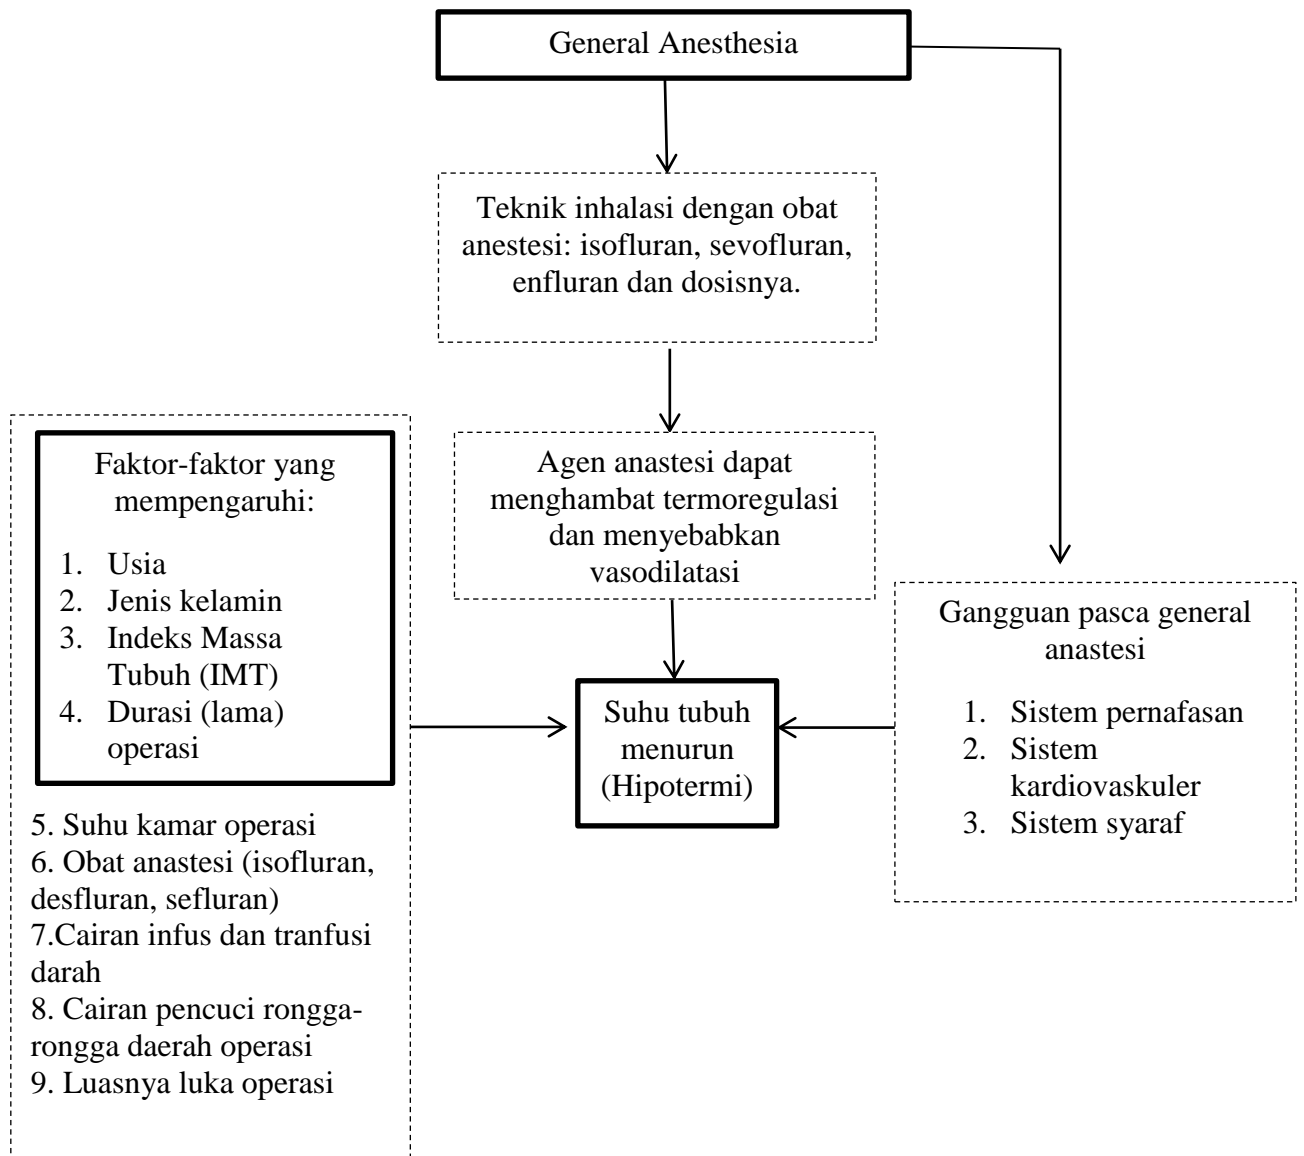 General Anesthesia
Teknik inhalasi dengan obat
anestesi: isofluran, sevofluran,
enfluran dan dosisnya.
Agen anastesi dapat
menghambat termoregulasi
dan menyebabkan
vasodilatasi
Faktor-faktor yang
mempengaruhi:
1. Usia
2. Jenis kelamin
3. Indeks Massa
Tubuh (IMT)
4. Durasi (lama)
operasi
5. Suhu kamar operasi
6. Obat anastesi (isofluran,
desfluran, sefluran)
7.Cairan infus dan tranfusi
darah
8. Cairan pencuci rongga-
rongga daerah operasi
9. Luasnya luka operasi
Suhu tubuh
menurun
(Hipotermi)
Gangguan pasca general
anastesi
1. Sistem pernafasan
2. Sistem
kardiovaskuler
3. Sistem syaraf